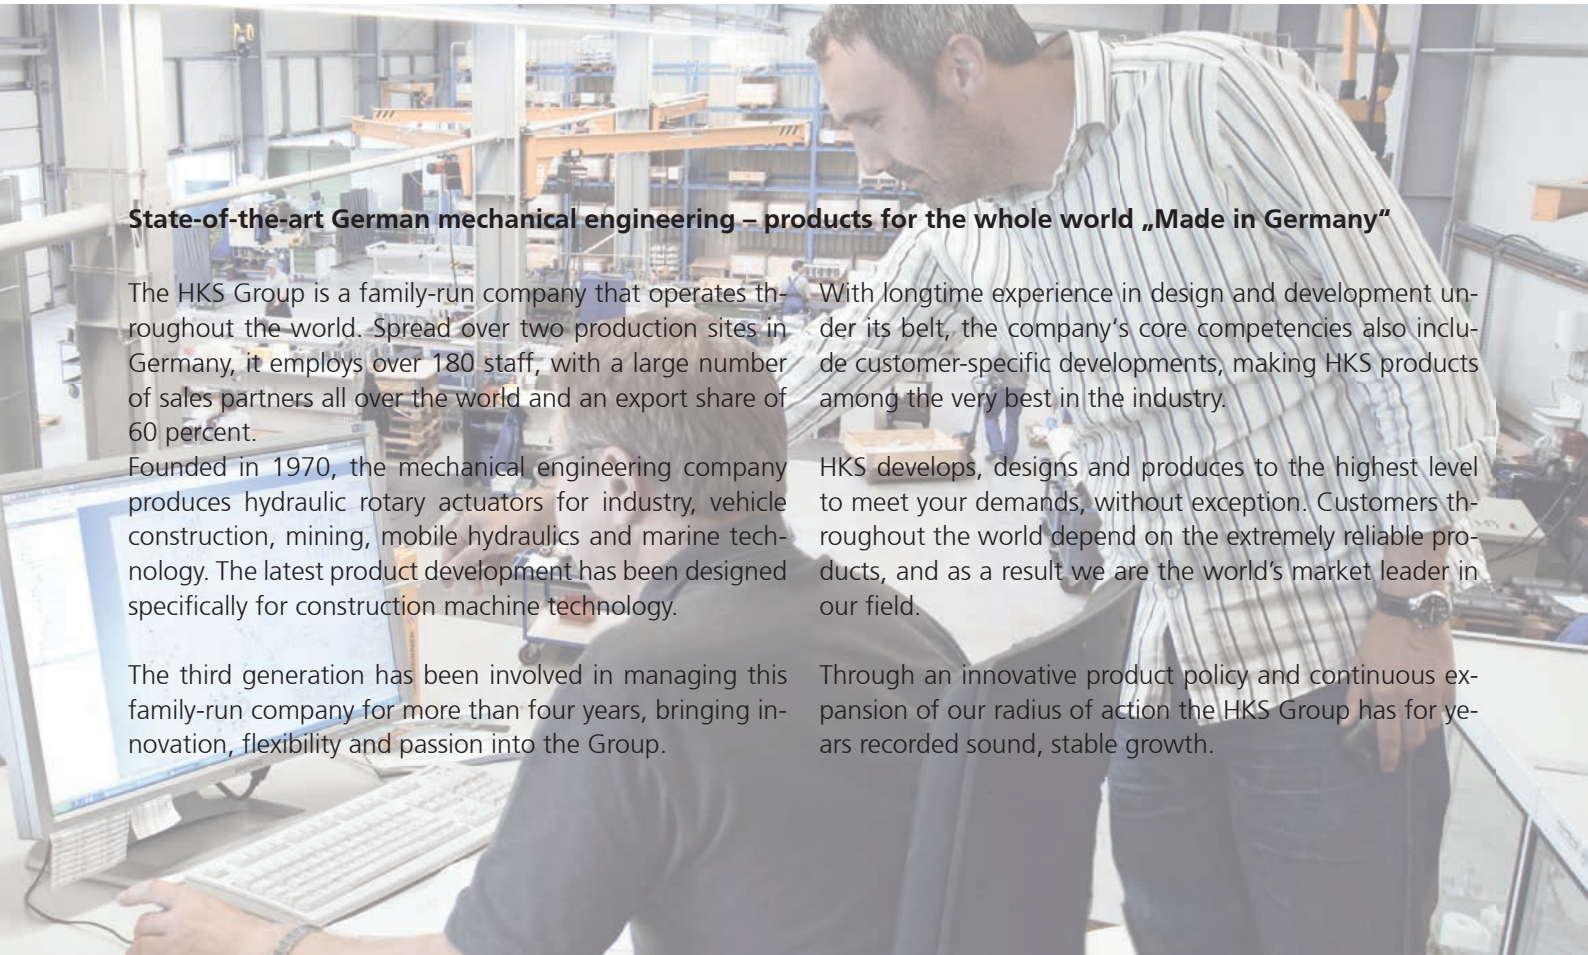 State-of-the-art German mechanical engineering – products for the whole world „Made in Germany“
The HKS Group is a family-run company that operates th-
roughout the world. Spread over two production sites in
Germany, it employs over 180 staff, with a large number
of sales partners all over the world and an export share of
60 percent.
Founded in 1970, the mechanical engineering company
produces hydraulic rotary actuators for industry, vehicle
construction, mining, mobile hydraulics and marine tech-
nology. The latest product development has been designed
specifically for construction machine technology.
The third generation has been involved in managing this
family-run company for more than four years, bringing in-
novation, flexibility and passion into the Group.
With longtime experience in design and development un-
der its belt, the company‘s core competencies also inclu-
de customer-specific developments, making HKS products
among the very best in the industry.
HKS develops, designs and produces to the highest level
to meet your demands, without exception. Customers th-
roughout the world depend on the extremely reliable pro-
ducts, and as a result we are the world’s market leader in
our field.
Through an innovative product policy and continuous ex-
pansion of our radius of action the HKS Group has for ye-
ars recorded sound, stable growth.